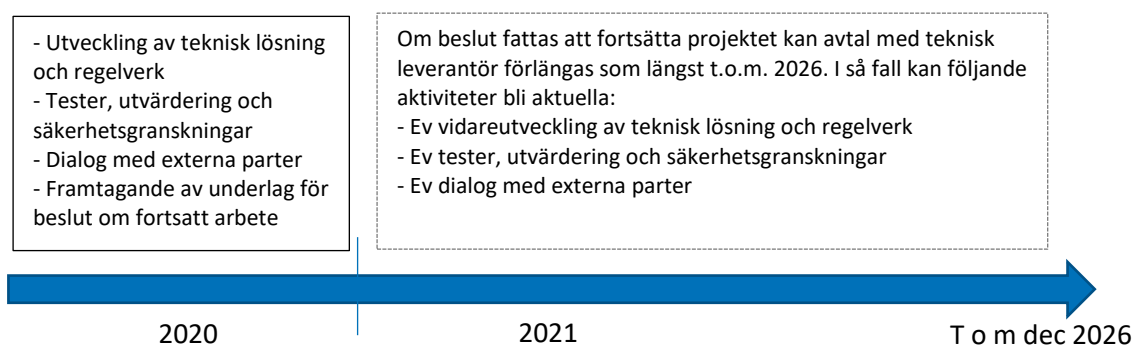 - Utveckling av teknisk lösning
och regelverk
- Tester, utvärdering och
säkerhetsgranskningar
- Dialog med externa parter
- Framtagande av underlag för
beslut om fortsatt arbete
Om beslut fattas att fortsätta projektet kan avtal med teknisk
leverantör förlängas som längst t.o.m. 2026. I så fall kan följande
aktiviteter bli aktuella:
- Ev vidareutveckling av teknisk lösning och regelverk
- Ev tester, utvärdering och säkerhetsgranskningar
- Ev dialog med externa parter
2020
2021
T o m dec 2026